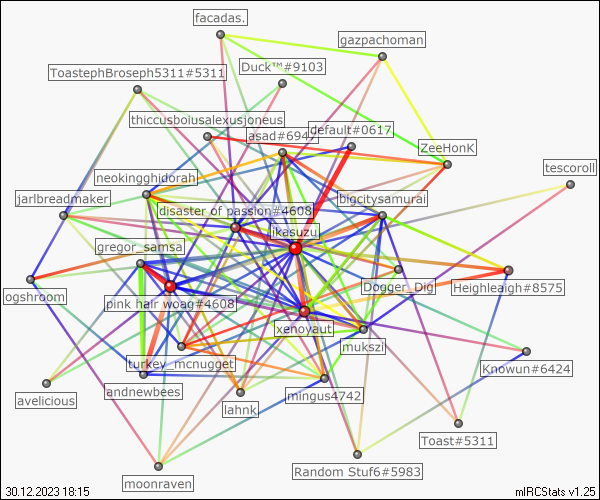 facadas.
gazpachoman
Duck™#9103
ToastephBroseph5311#5311
thiccusboiusalexusjoneus
default#0617
asad#694
ZeeHonK
tescoroll
neokingghidorah
jarlbreadmaker
disaster of passion#4608
bigcitysamurai
jikasuzu
gregor_samsa
ogshroom
pink hair woag#4608
Dogger_Dig
Heighleaigh#8575
xenoyaut
mukszi
turkey_mcnugget
Knowun#6424
andnewbees
mingus4742
avelicious
lahnk
Toast#5311
Random Stuf6#5983
moonraven
30.12.2023 18:15
mIRCStats v1.25